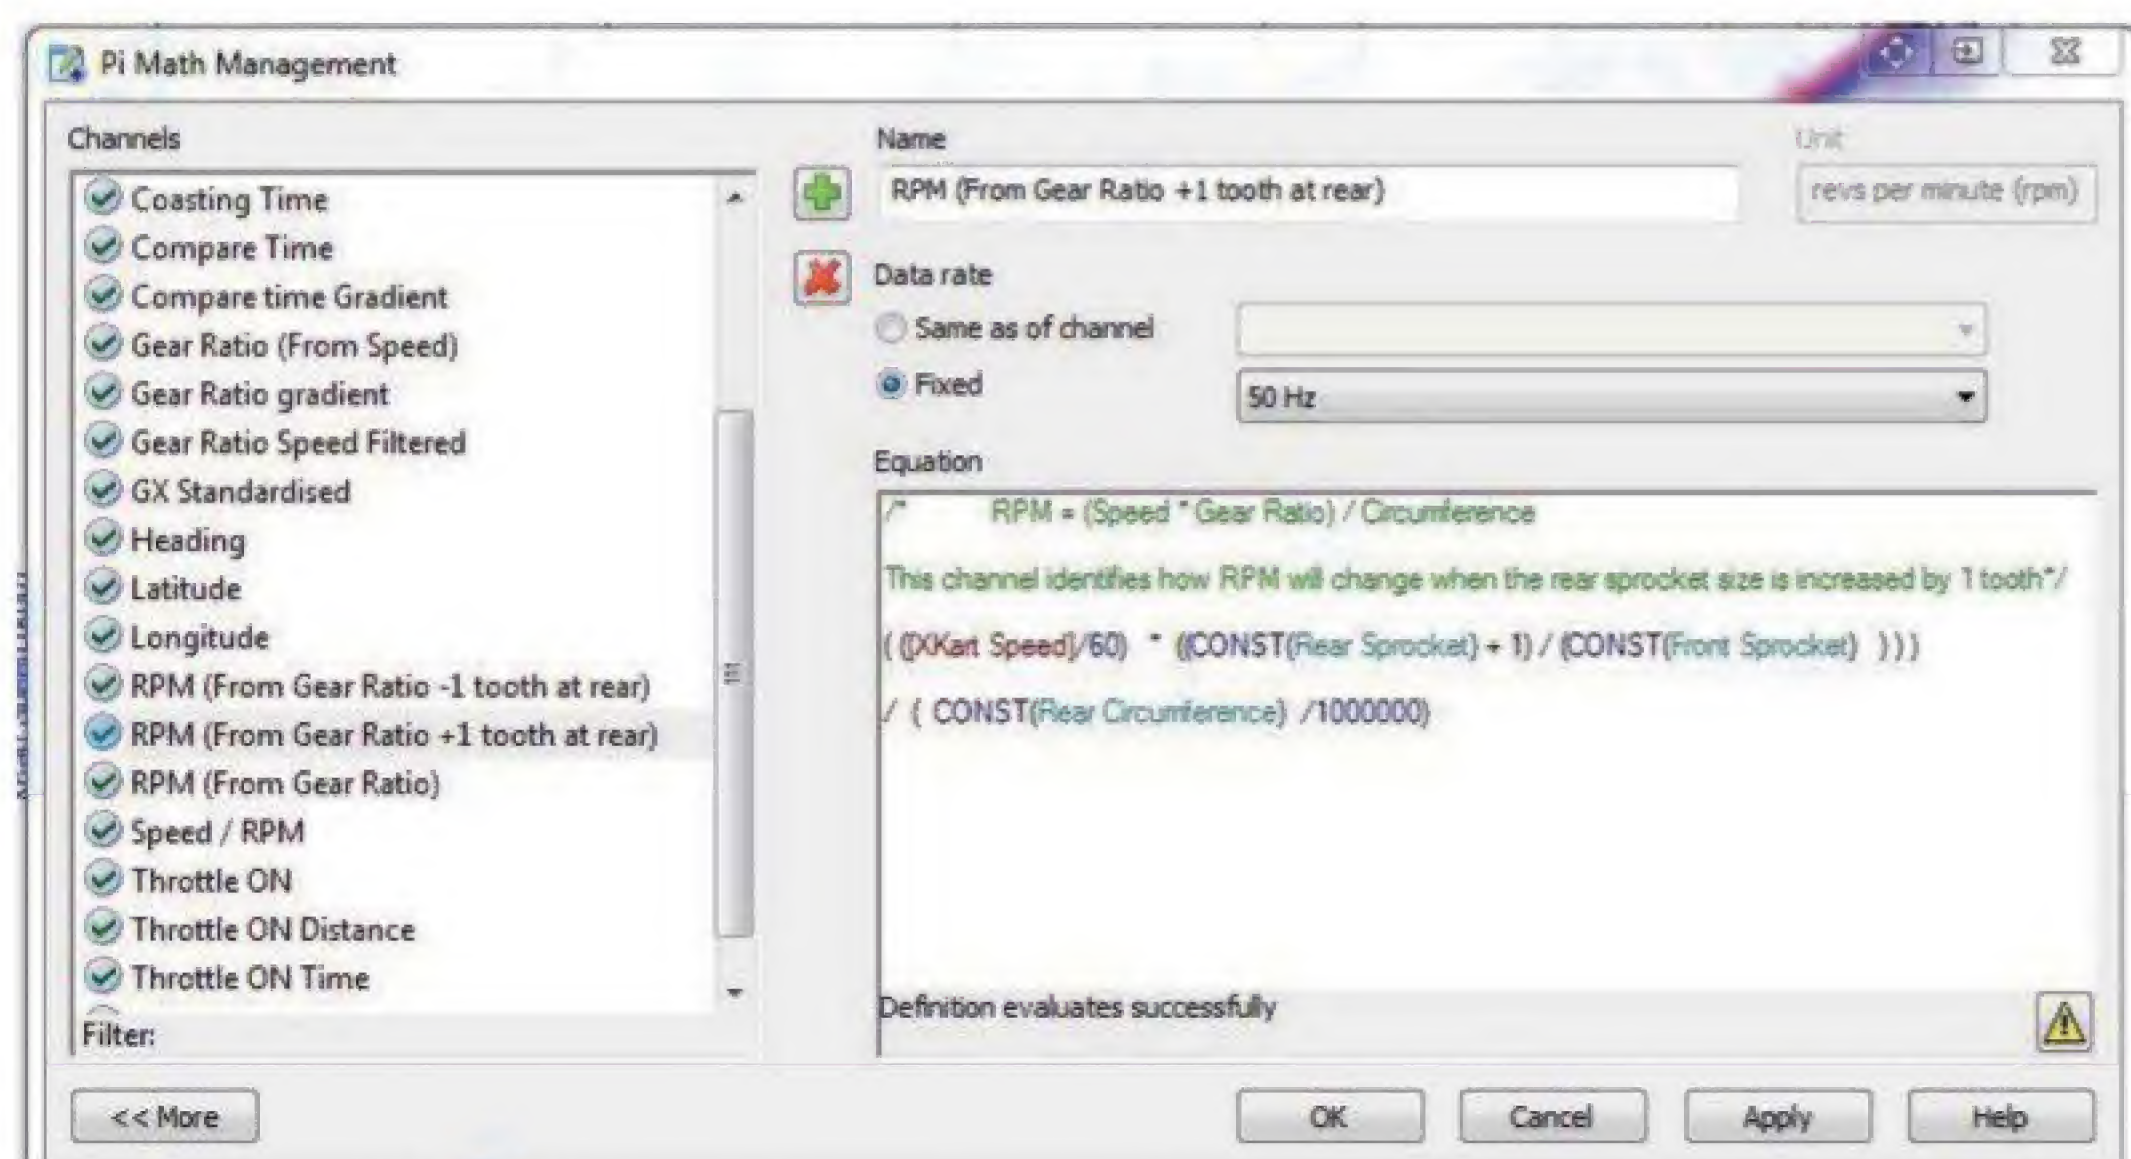 Pi Math Management
Channels
Coasting Time
Compare Time
Compare time Gradient
Gear Ratio (From Speed)
Gear Ratio gradient
Gear Ratio Speed Filtered
GX Standardised
Heading
Latitude
Longitude
RPM (From Gear Ratio -1 tooth at rear)
RPM (From Gear Ratio +1 tooth at rear)
RPM (From Gear Ratio)
Speed / RPM
Throttle ON
Throttle ON Distance
Throttle ON Time
Filter:
<< More
Name
Unit
RPM (From Gear Ratio +1 tooth at rear)
revs per minute (rpm)
Data rate
Same as of channel
Fixed
50 Hz
Equation
/* RPM = (Speed * Gear Ratio) / Circumference
This channel identifies how RPM will change when the rear sprocket size is increased by 1 tooth*/
( ([XKart Speed]/60) * ((CONST(Rear Sprocket) + 1) / (CONST(Front Sprocket) )))
/ ( CONST(Rear Circumference) /1000000)
Definition evaluates successfully
OK
Cancel
Apply
Help